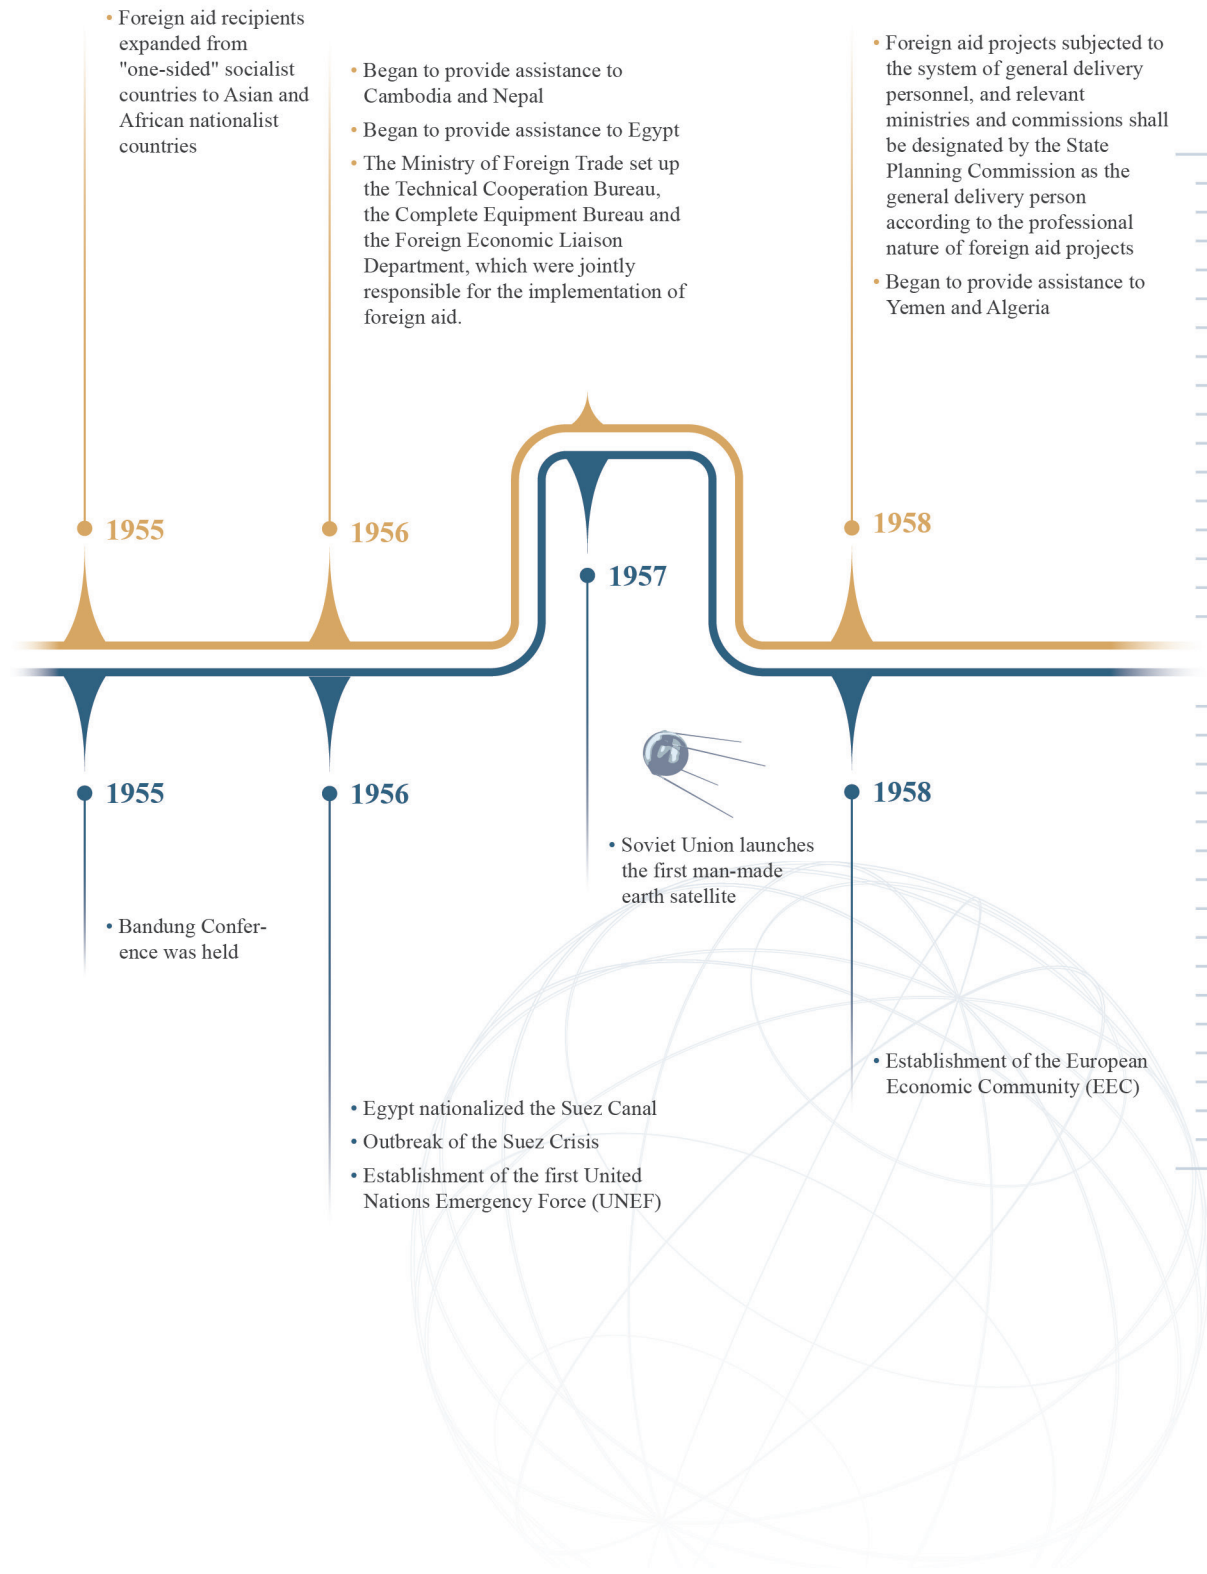 • Foreign aid recipients
expanded from
"one-sided" socialist
countries to Asian and
African nationalist
countries
• Began to provide assistance to
Cambodia and Nepal
• Began to provide assistance to Egypt
• The Ministry of Foreign Trade set up
the Technical Cooperation Bureau,
the Complete Equipment Bureau and
the Foreign Economic Liaison
Department, which were jointly
responsible for the implementation of
foreign aid.
• Foreign aid projects subjected to
the system of general delivery
personnel, and relevant
ministries and commissions shall
be designated by the State
Planning Commission as the
general delivery person
according to the professional
nature of foreign aid projects
• Began to provide assistance to
Yemen and Algeria
1955
1956
1958
1957
1955
1956
1958
• Soviet Union launches
the first man-made
earth satellite
• Bandung Confer-
ence was held
• Egypt nationalized the Suez Canal
• Outbreak of the Suez Crisis
• Establishment of the first United
Nations Emergency Force (UNEF)
• Establishment of the European
Economic Community (EEC)